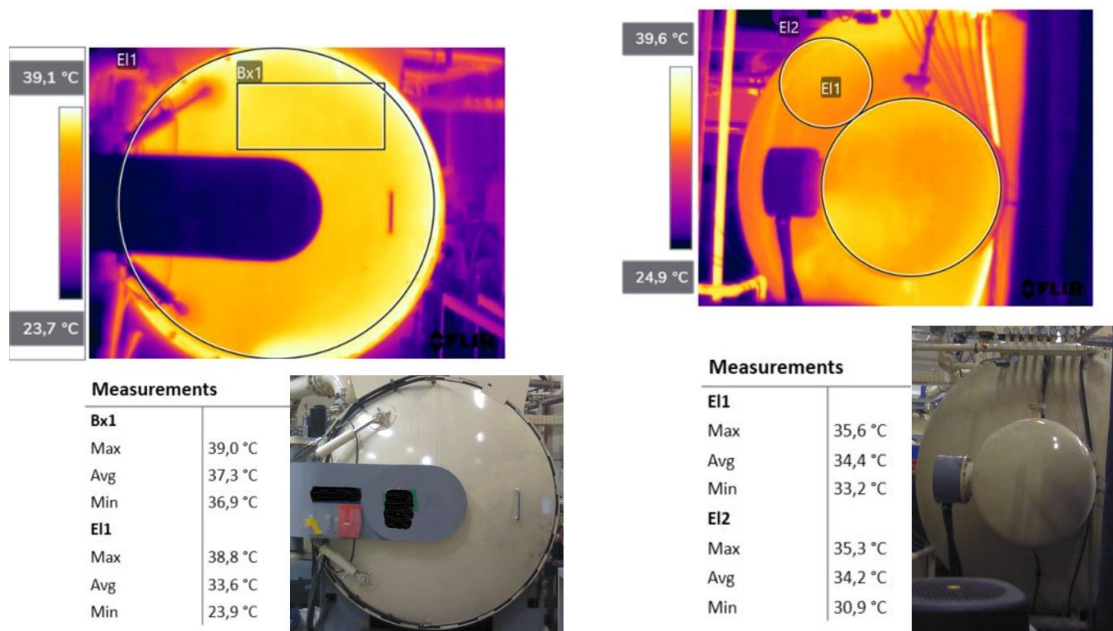 39,1 °C
El1
Bx1
23,7 °C
FLIR
Measurements
Bx1
Max 39,0 °C
Avg 37,3 °C
Min 36,9 °C
El1
Max 38,8 °C
Avg 33,6 °C
Min 23,9 °C
39,6 °C
El2
El1
24,9 °C
FLIR
Measurements
El1
Max 35,6 °C
Avg 34,4 °C
Min 33,2 °C
El2
Max 35,3 °C
Avg 34,2 °C
Min 30,9 °C